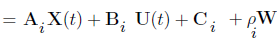 = A_i X(t) + B_i U(t) + C_i + ρ_i W